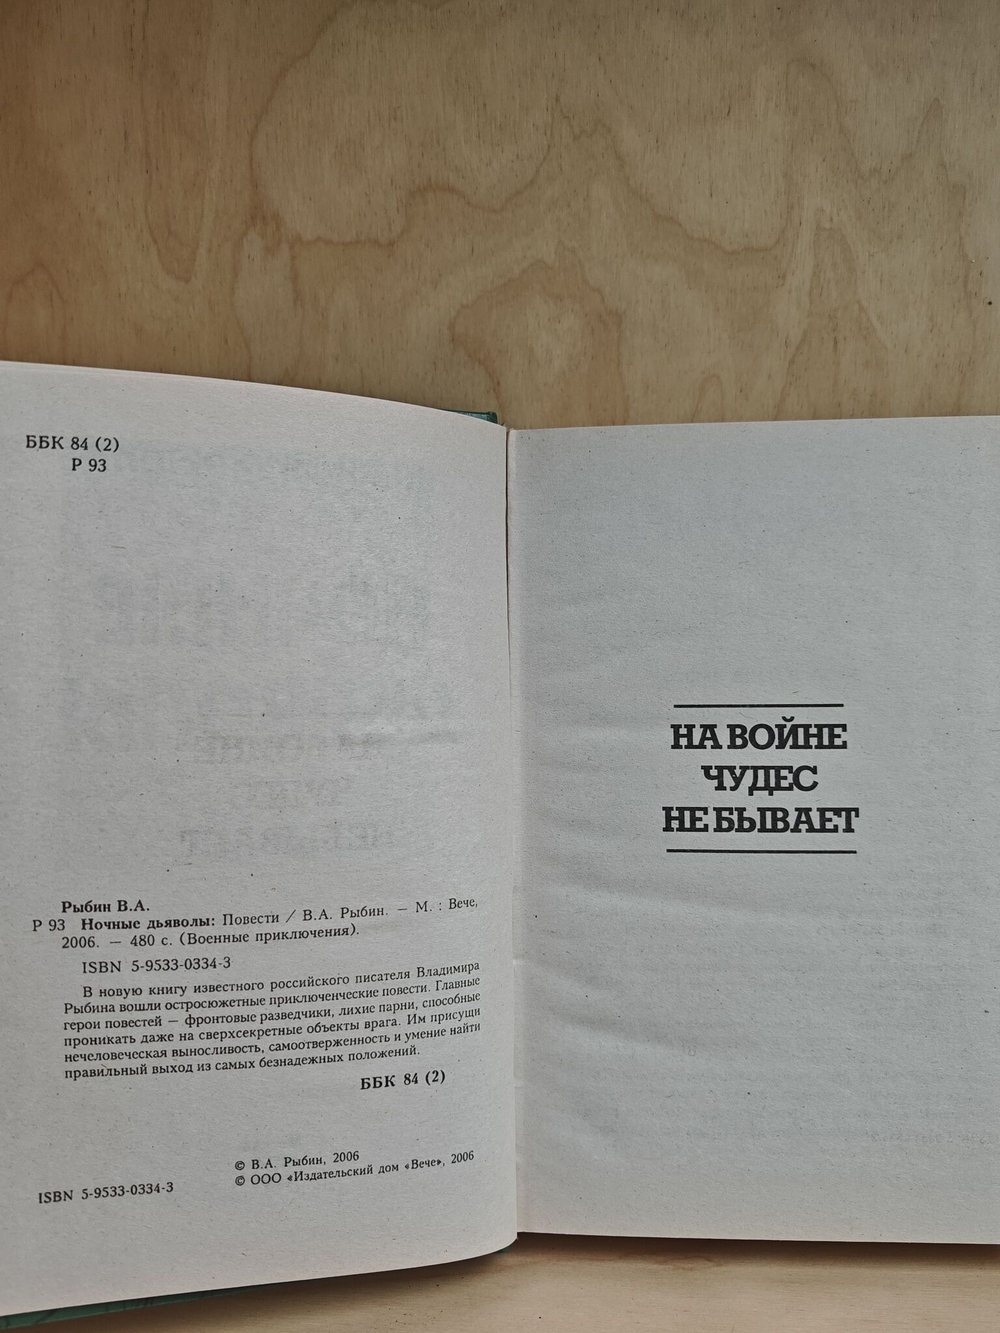 ББК 84 (2)
Р 93
Рыбин В.А.
Р 93 Ночные дьяволы: Повести / В.А. Рыбин. — М. : Вече,
2006. — 480 с. (Военные приключения).
ISBN 5-9533-0334-3
В новую книгу известного российского писателя Владимира
Рыбина вошли остросюжетные приключенческие повести. Главные
герои повестей — фронтовые разведчики, лихие парни, способные
проникать даже на сверхсекретные объекты врага. Им присущи
нечеловеческая выносливость, самоотверженность и умение найти
правильный выход из самых безнадежных положений.
ББК 84 (2)
© В.А. Рыбин, 2006
© ООО «Издательский дом «Вече», 2006
ISBN 5-9533-0334-3
НА ВОЙНЕ
ЧУДЕС
НЕ БЫВАЕТ